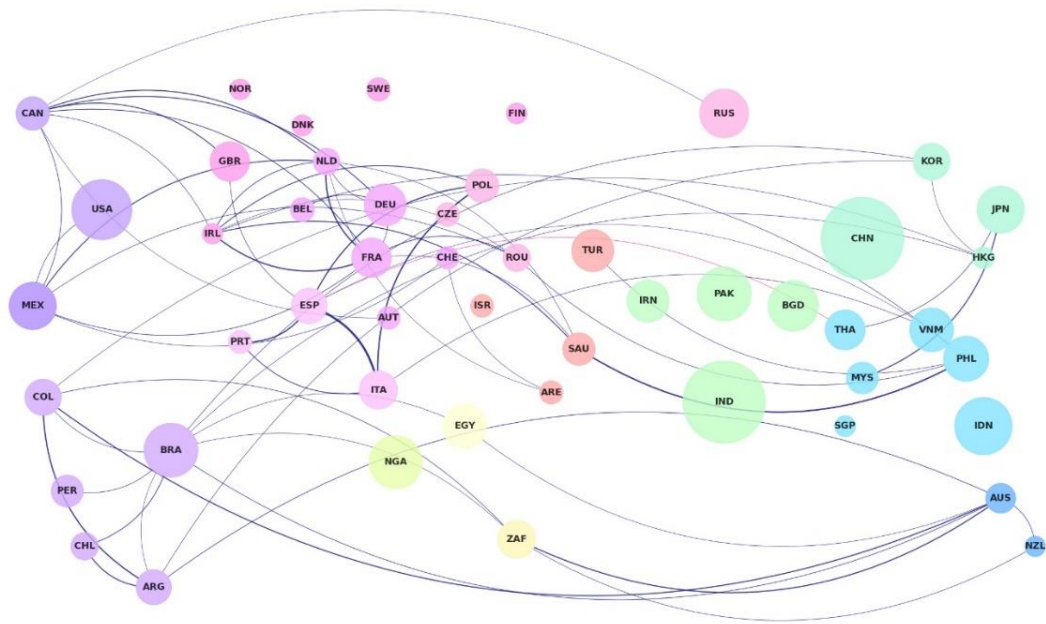 NOR
SWE
CAN
FIN
RUS
DNK
GBR
NLD
KOR
POL
USA
BEL
DEU
CZE
JPN
IRL
CHN
TUR
FRA
CHE
ROU
HKG
MEX
ESP
ISR
IRN
PAK
BGD
AUT
THA
VNM
PRT
SAU
PHL
MYS
COL
ITA
ARE
IND
EGY
SGP
IDN
BRA
NGA
PER
AUS
CHL
ZAF
NZL
ARG